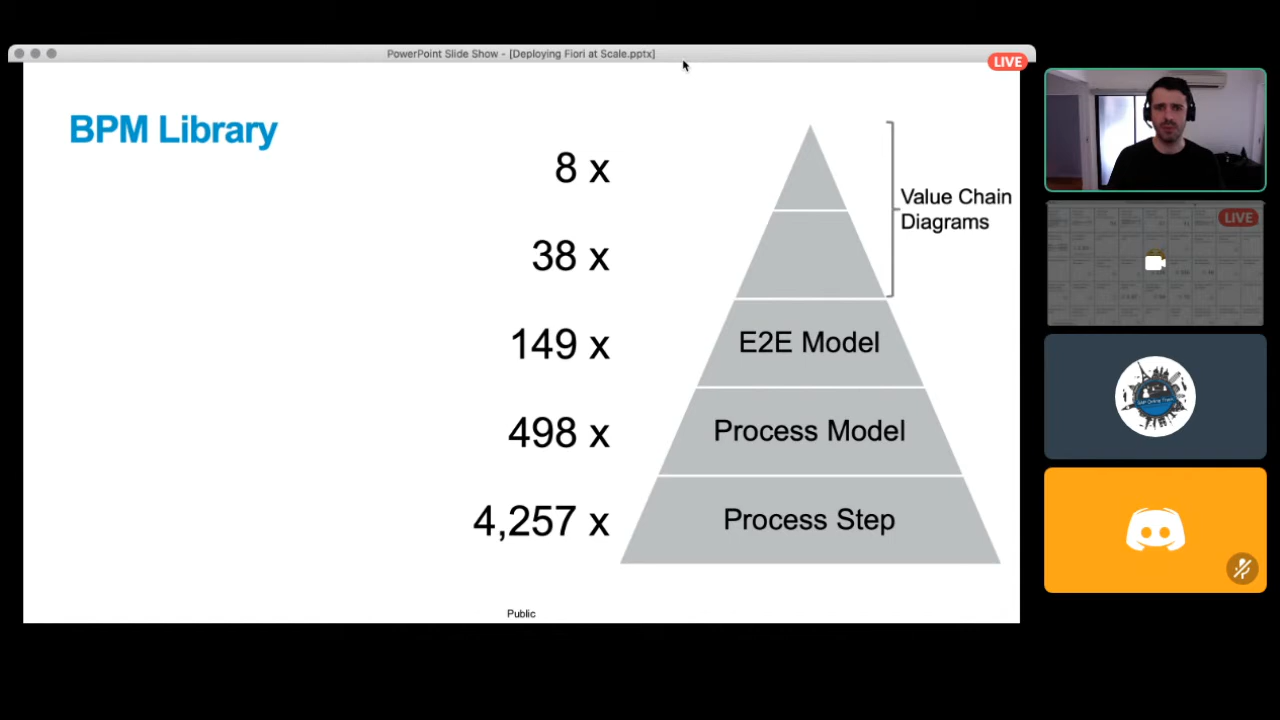 PowerPoint Slide Show - [Deploying Fiori at Scale.pptx]
LIVE
BPM Library
8 x
38 x
Value Chain
Diagrams
149 x
E2E Model
498 x
Process Model
4,257 x
Process Step
Public
LIVE